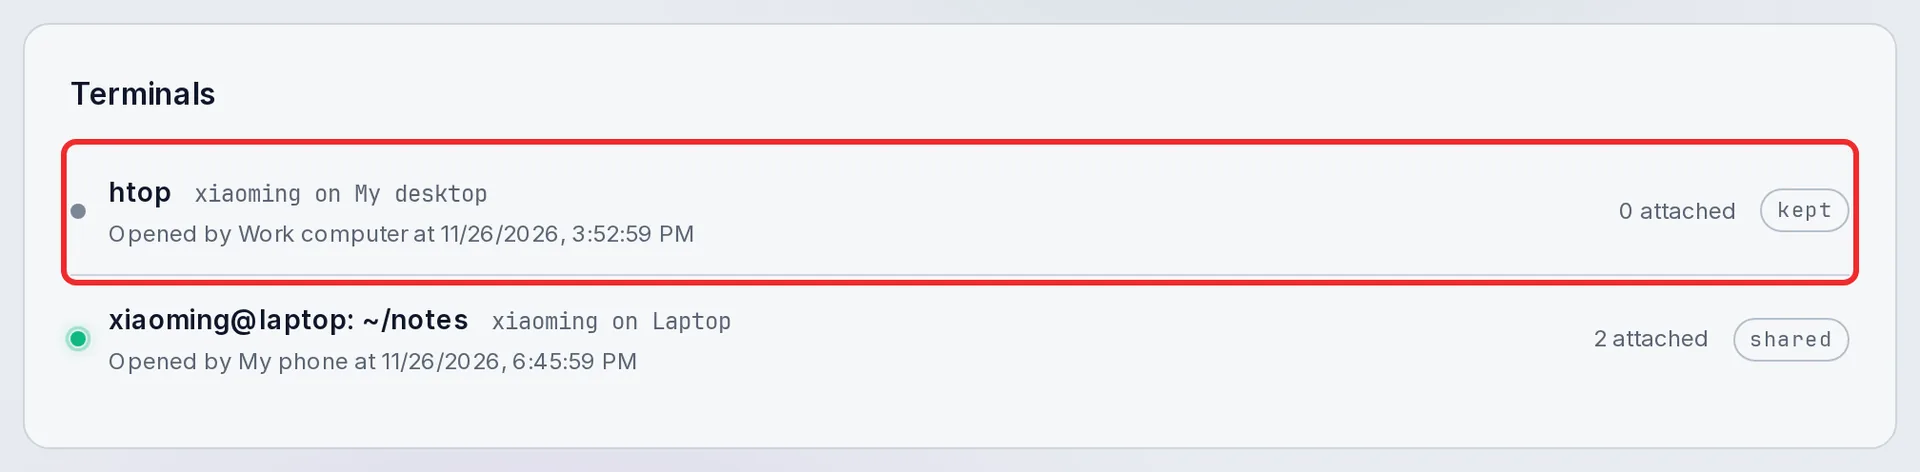 Terminals
htop xiaoming on My desktop
Opened by Work computer at 11/26/2026, 3:52:59 PM
0 attached kept
xiaoming@laptop: ~/notes xiaoming on Laptop
Opened by My phone at 11/26/2026, 6:45:59 PM
2 attached shared